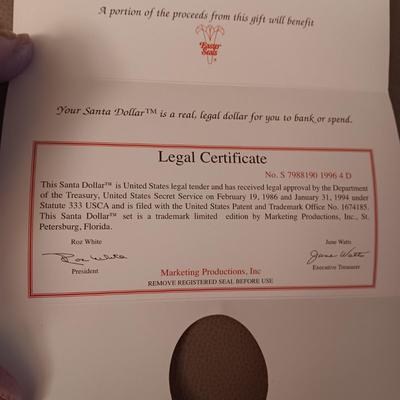 A portion of the proceeds from this gift will benefit
Easter
Seals
Your Santa Dollar™ is a real, legal dollar for you to bank or spend.
Legal Certificate
No. S 7988190 1996 4 D
This Santa Dollar™ is United States legal tender and has received legal approval by the Department
of the Treasury, United States Secret Service on February 19, 1986 and January 31, 1994 under
Statute 333 USCA and is filed with the United States Patent and Trademark Office No. 1674185.
This Santa Dollar™ set is a trademark limited edition by Marketing Productions, Inc., St.
Petersburg, Florida.
Roz White
June Watts
Roz White
June Watts
President
Marketing Productions, Inc
Executive Treasurer
REMOVE REGISTERED SEAL BEFORE USE